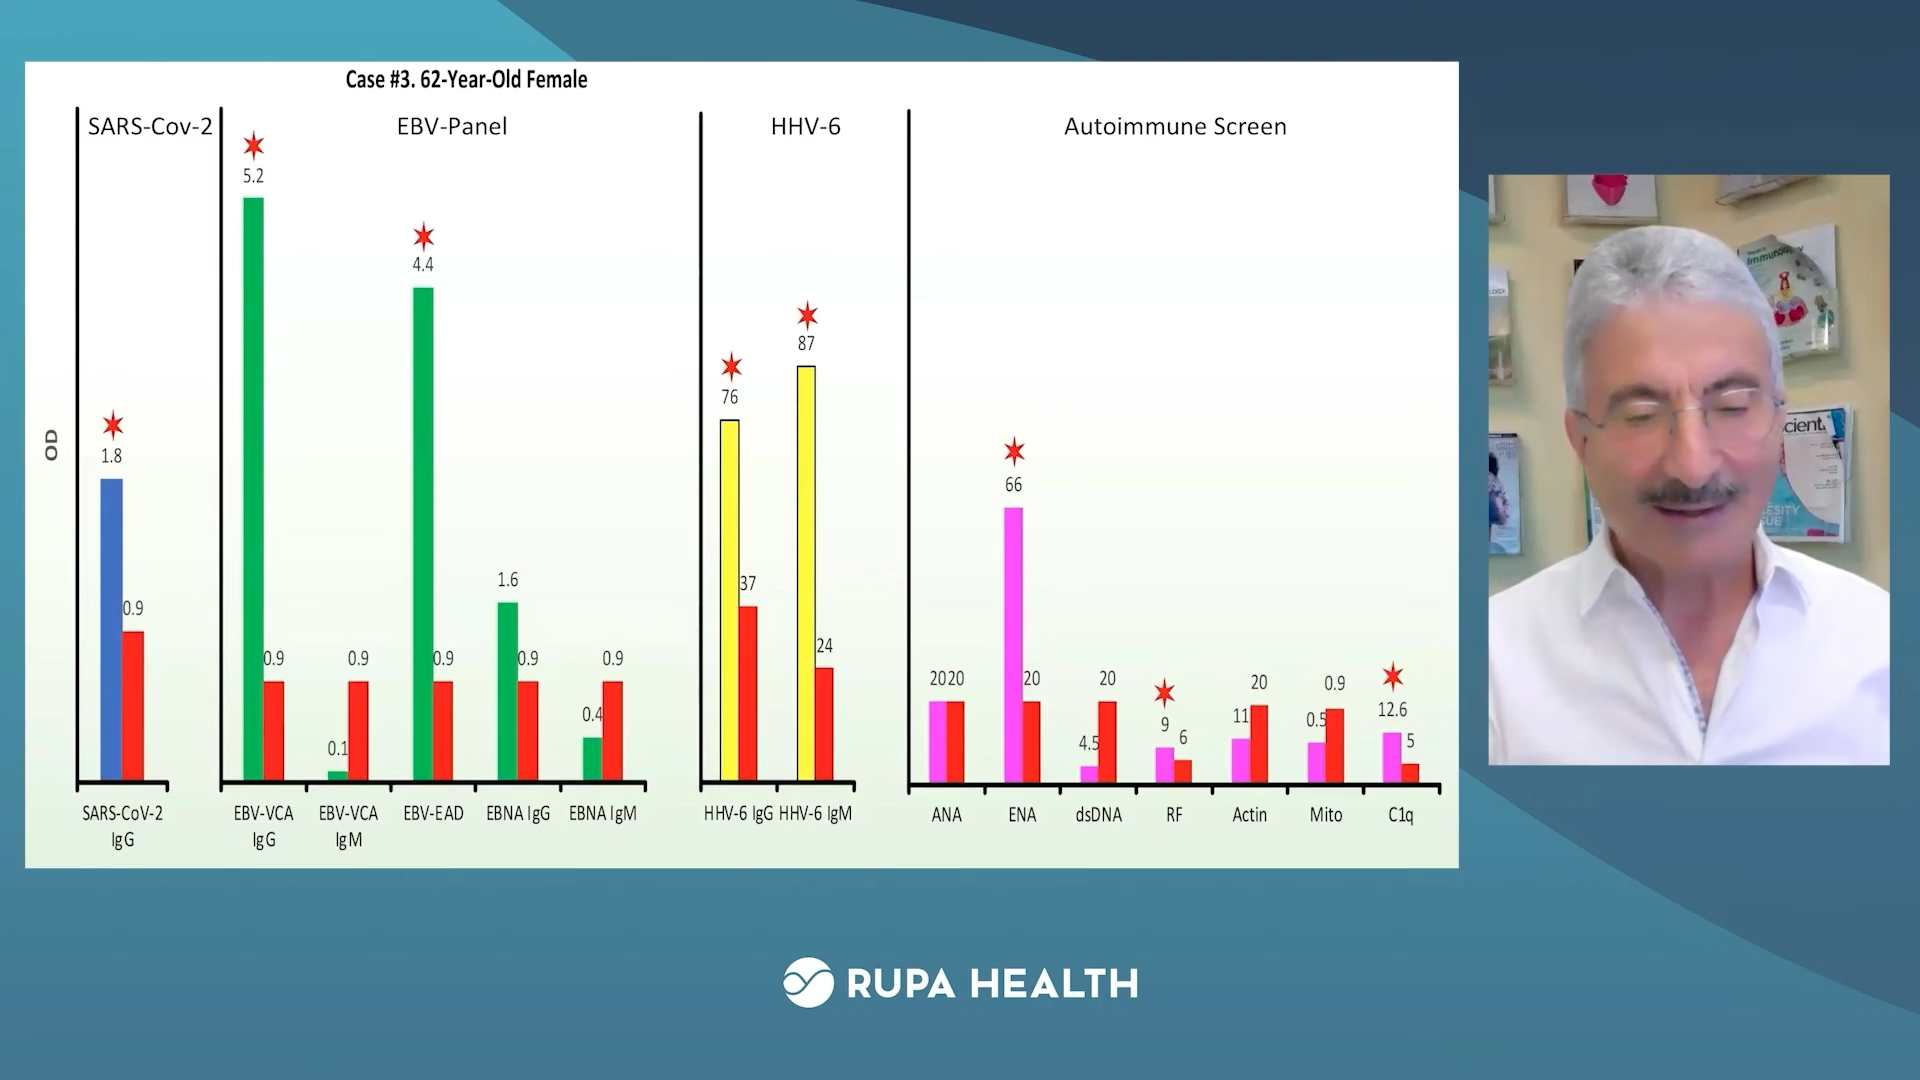 Case #3. 62-Year-Old Female
SARS-Cov-2
EBV-Panel
HHV-6
Autoimmune Screen
OD
1.8
0.9
5.2
0.9
0.1
0.9
4.4
0.9
1.6
0.9
0.4
0.9
76
37
87
24
20 20
66
20
4.5
20
9
6
11
20
0.5
0.9
12.6
5
SARS-CoV-2
IgG
EBV-VCA
IgG
EBV-VCA
IgM
EBV-EAD
EBNA IgG
EBNA IgM
HHV-6 IgG
HHV-6 IgM
ANA
ENA
dsDNA
RF
Actin
Mito
C1q
RUPA HEALTH